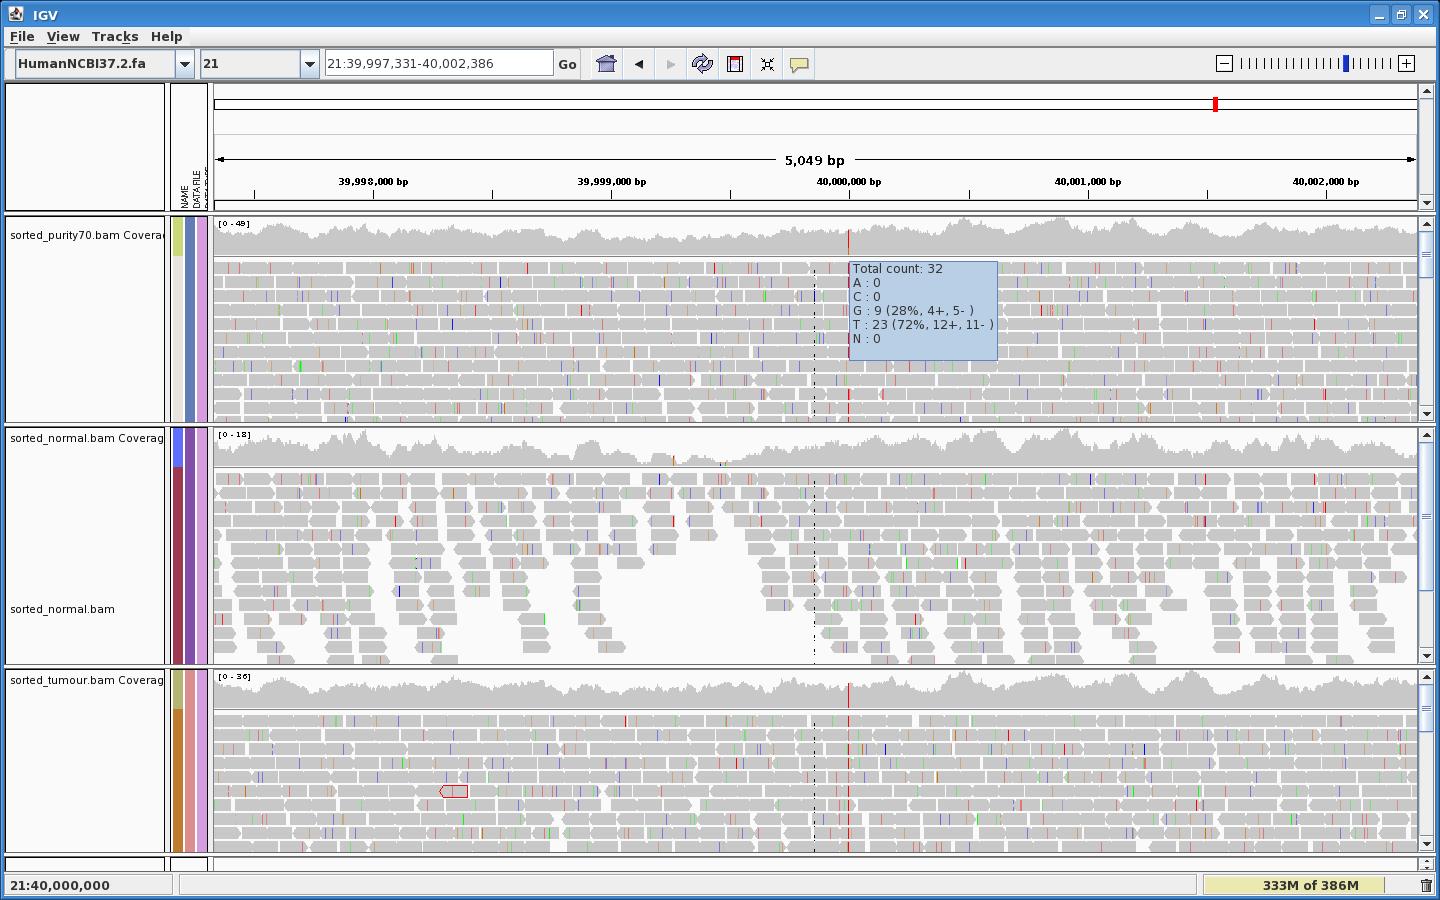 IGV
File View Tracks Help
HumanNCBI37.2.fa 21 21:39,997,331-40,002,386 Go
NAME
DATA FILE
5,049 bp
39,998,000 bp 39,999,000 bp 40,000,000 bp 40,001,000 bp 40,002,000 bp
sorted_purity70.bam Covera
[0 - 49]
Total count: 32
A : 0
C : 0
G : 9 (28%, 4+, 5- )
T : 23 (72%, 12+, 11- )
N : 0
sorted_normal.bam Coverag
[0 - 18]
sorted_normal.bam
sorted_tumour.bam Coverag
[0 - 36]
21:40,000,000
333M of 386M